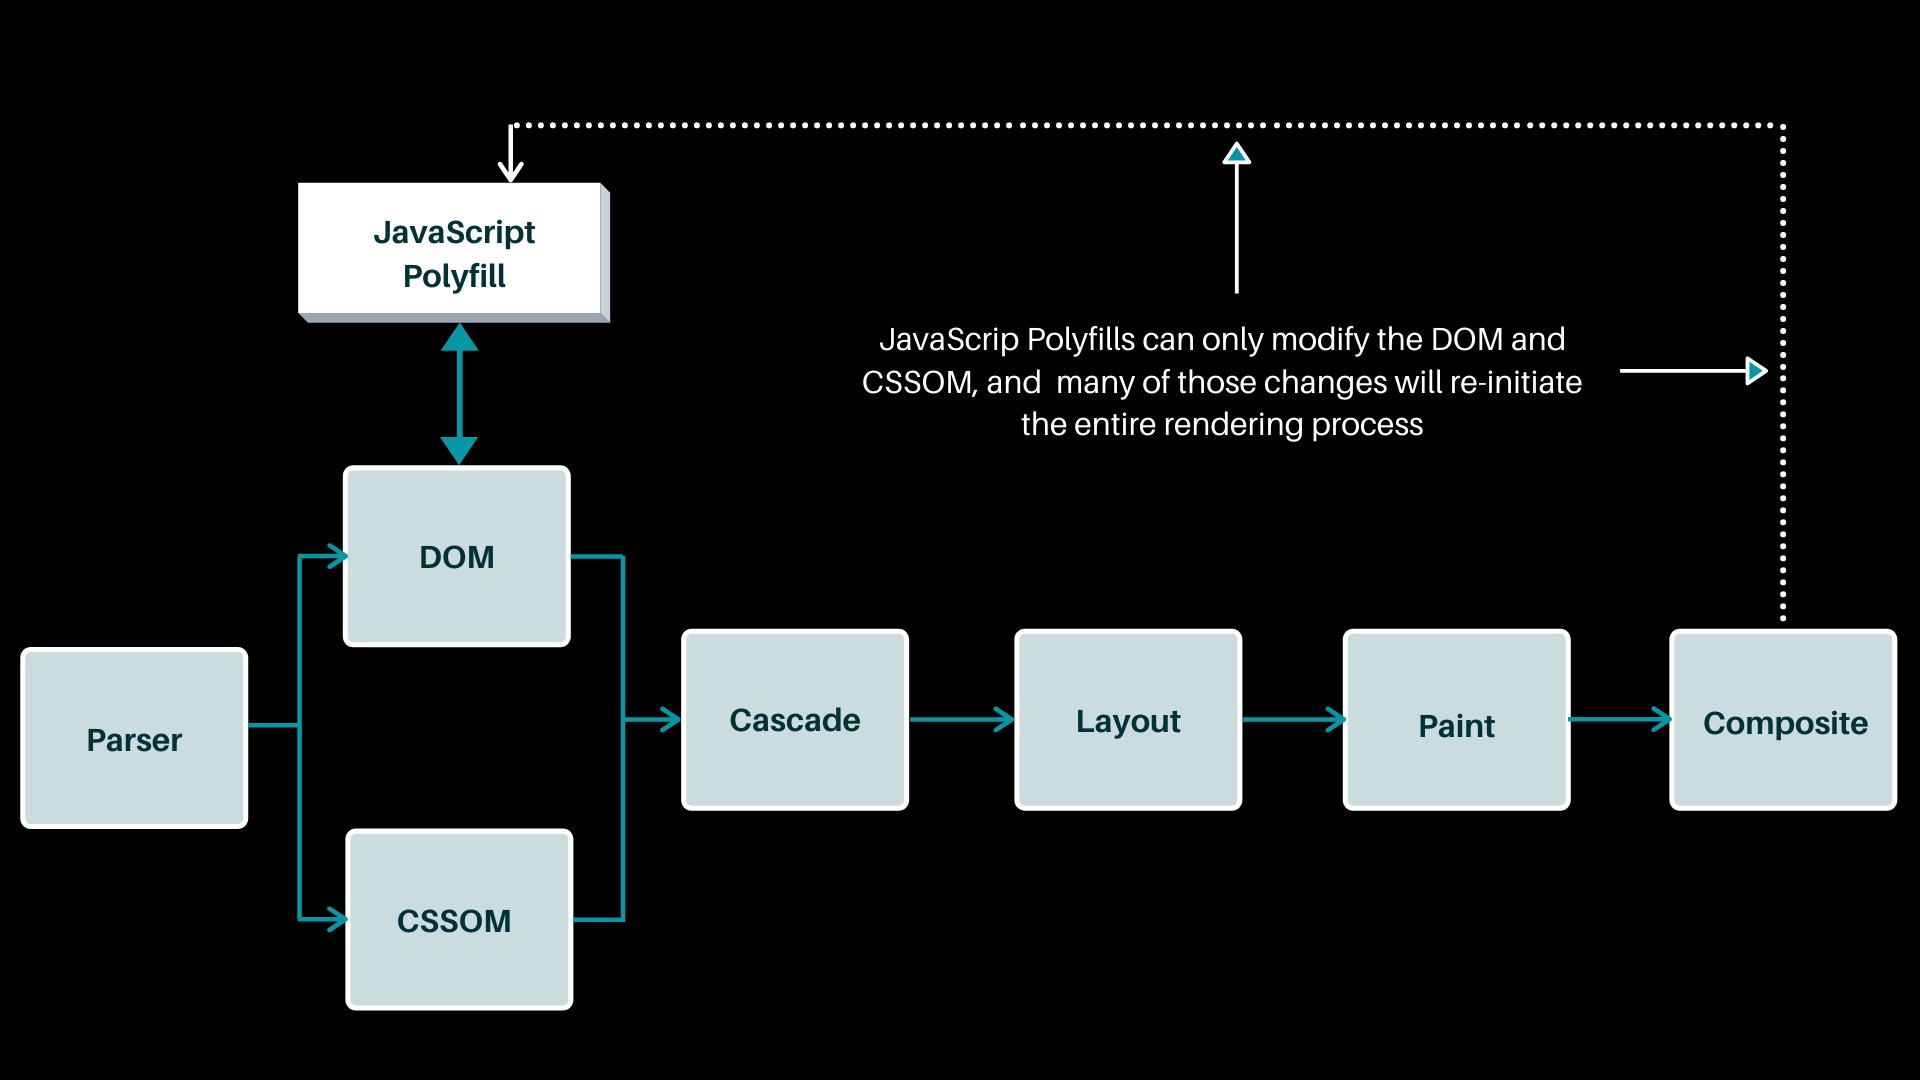 JavaScript
Polyfill
JavaScrip Polyfills can only modify the DOM and
CSSOM, and  many of those changes will re-initiate
the entire rendering process
DOM
Parser
Cascade
Layout
Paint
Composite
CSSOM